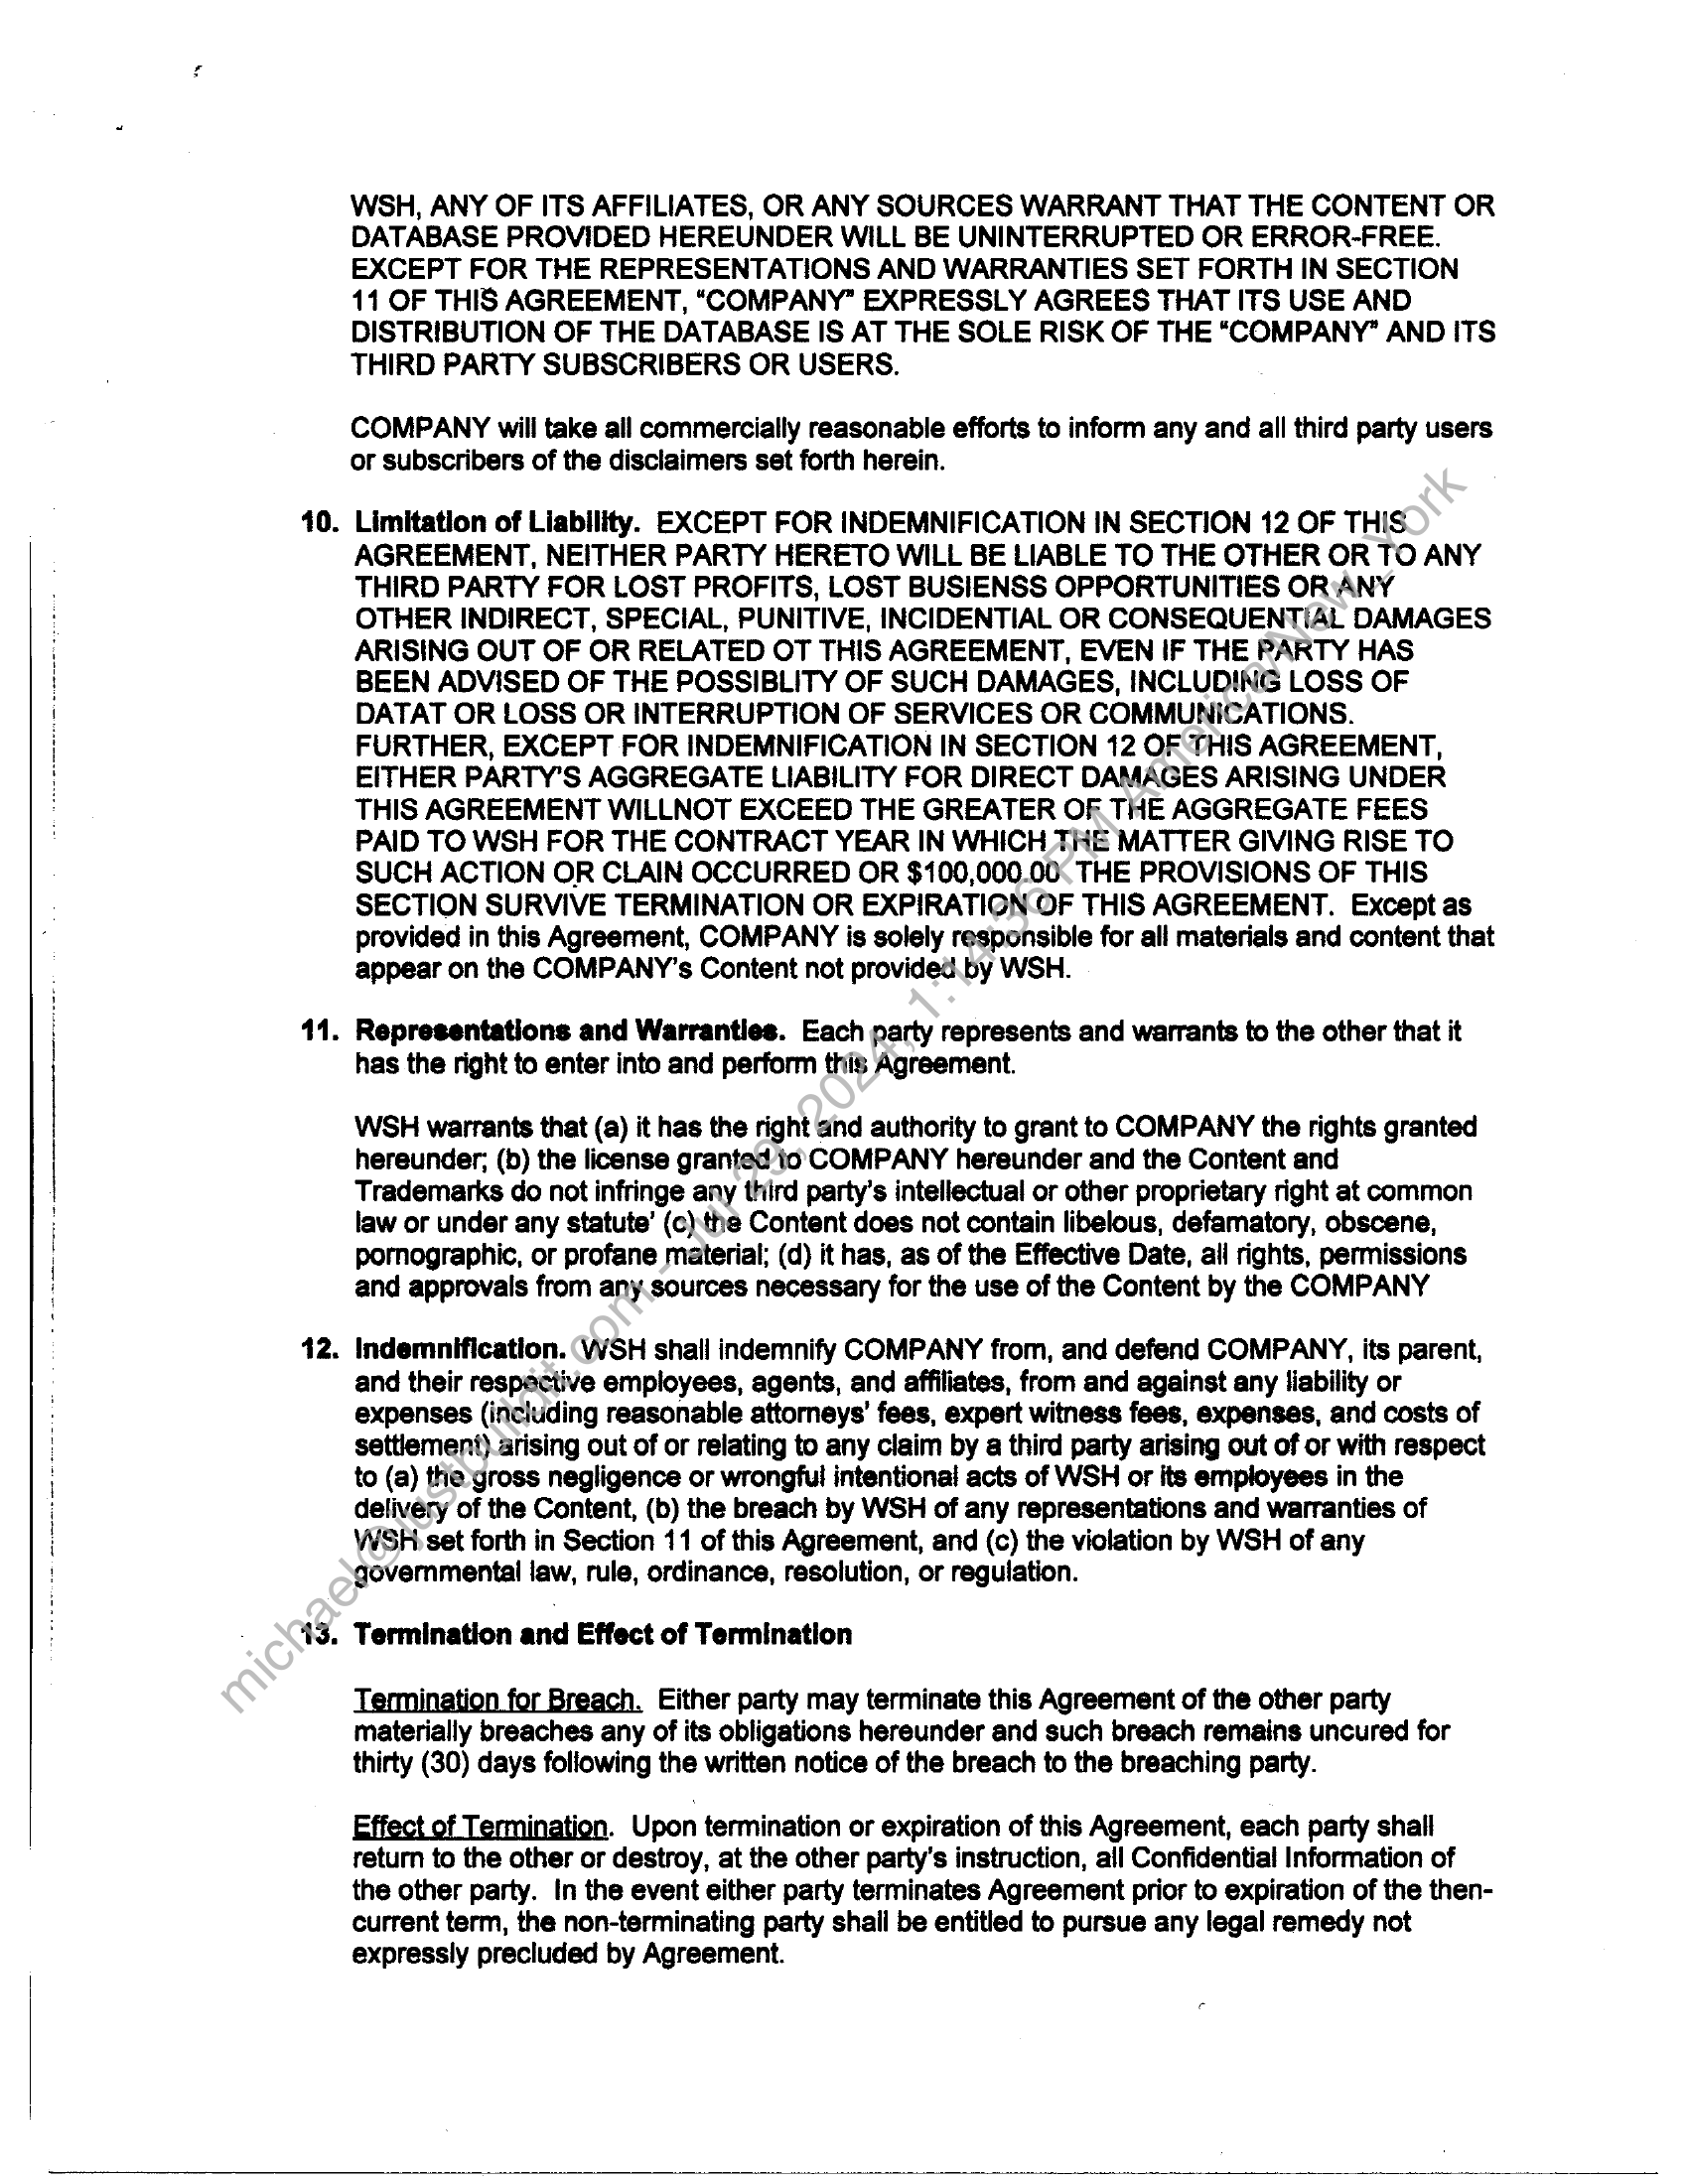 WSH, ANY OF ITS AFFILIATES, OR ANY SOURCES WARRANT THAT THE CONTENT OR
DATABASE PROVIDED HEREUNDER WILL BE UNINTERRUPTED OR ERROR-FREE.
EXCEPT FOR THE REPRESENTATIONS AND WARRANTIES SET FORTH IN SECTION
11 OF THIS AGREEMENT, "COMPANY" EXPRESSLY AGREES THAT ITS USE AND
DISTRIBUTION OF THE DATABASE IS AT THE SOLE RISK OF THE "COMPANY" AND ITS
THIRD PARTY SUBSCRIBERS OR USERS.
COMPANY will take all commercially reasonable efforts to inform any and all third party users
or subscribers of the disclaimers set forth herein.
10. Limitation of Liability. EXCEPT FOR INDEMNIFICATION IN SECTION 12 OF THIS
AGREEMENT, NEITHER PARTY HERETO WILL BE LIABLE TO THE OTHER OR TO ANY
THIRD PARTY FOR LOST PROFITS, LOST BUSIENSS OPPORTUNITIES OR ANY
OTHER INDIRECT, SPECIAL, PUNITIVE, INCIDENTIAL OR CONSEQUENTIAL DAMAGES
ARISING OUT OF OR RELATED OT THIS AGREEMENT, EVEN IF THE PARTY HAS
BEEN ADVISED OF THE POSSIBLITY OF SUCH DAMAGES, INCLUDING LOSS OF
DATAT OR LOSS OR INTERRUPTION OF SERVICES OR COMMUNICATIONS.
FURTHER, EXCEPT FOR INDEMNIFICATION IN SECTION 12 OF THIS AGREEMENT,
EITHER PARTY'S AGGREGATE LIABILITY FOR DIRECT DAMAGES ARISING UNDER
THIS AGREEMENT WILLNOT EXCEED THE GREATER OF THE AGGREGATE FEES
PAID TO WSH FOR THE CONTRACT YEAR IN WHICH THE MATTER GIVING RISE TO
SUCH ACTION OR CLAIN OCCURRED OR $100,000.00 THE PROVISIONS OF THIS
SECTION SURVIVE TERMINATION OR EXPIRATION OF THIS AGREEMENT. Except as
provided in this Agreement, COMPANY is solely responsible for all materials and content that
appear on the COMPANY's Content not provided by WSH.
11. Representations and Warranties. Each party represents and warrants to the other that it
has the right to enter into and perform this Agreement.
WSH warrants that (a) it has the right and authority to grant to COMPANY the rights granted
hereunder; (b) the license granted to COMPANY hereunder and the Content and
Trademarks do not infringe any third party's intellectual or other proprietary right at common
law or under any statute' (c) the Content does not contain libelous, defamatory, obscene,
pornographic, or profane material; (d) it has, as of the Effective Date, all rights, permissions
and approvals from any sources necessary for the use of the Content by the COMPANY
12. Indemnification. WSH shall indemnify COMPANY from, and defend COMPANY, its parent,
and their respective employees, agents, and affiliates, from and against any liability or
expenses (including reasonable attorneys' fees, expert witness fees, expenses, and costs of
settlement) arising out of or relating to any claim by a third party arising out of or with respect
to (a) the gross negligence or wrongful intentional acts of WSH or its employees in the
delivery of the Content, (b) the breach by WSH of any representations and warranties of
WSH set forth in Section 11 of this Agreement, and (c) the violation by WSH of any
governmental law, rule, ordinance, resolution, or regulation.
13. Termination and Effect of Termination
Termination for Breach. Either party may terminate this Agreement of the other party
materially breaches any of its obligations hereunder and such breach remains uncured for
thirty (30) days following the written notice of the breach to the breaching party.
Effect of Termination. Upon termination or expiration of this Agreement, each party shall
return to the other or destroy, at the other party's instruction, all Confidential Information of
the other party. In the event either party terminates Agreement prior to expiration of the then-
current term, the non-terminating party shall be entitled to pursue any legal remedy not
expressly precluded by Agreement.
michael@justbuildit.com - Jul 29, 2024, 1:14:36 PM America/New_York